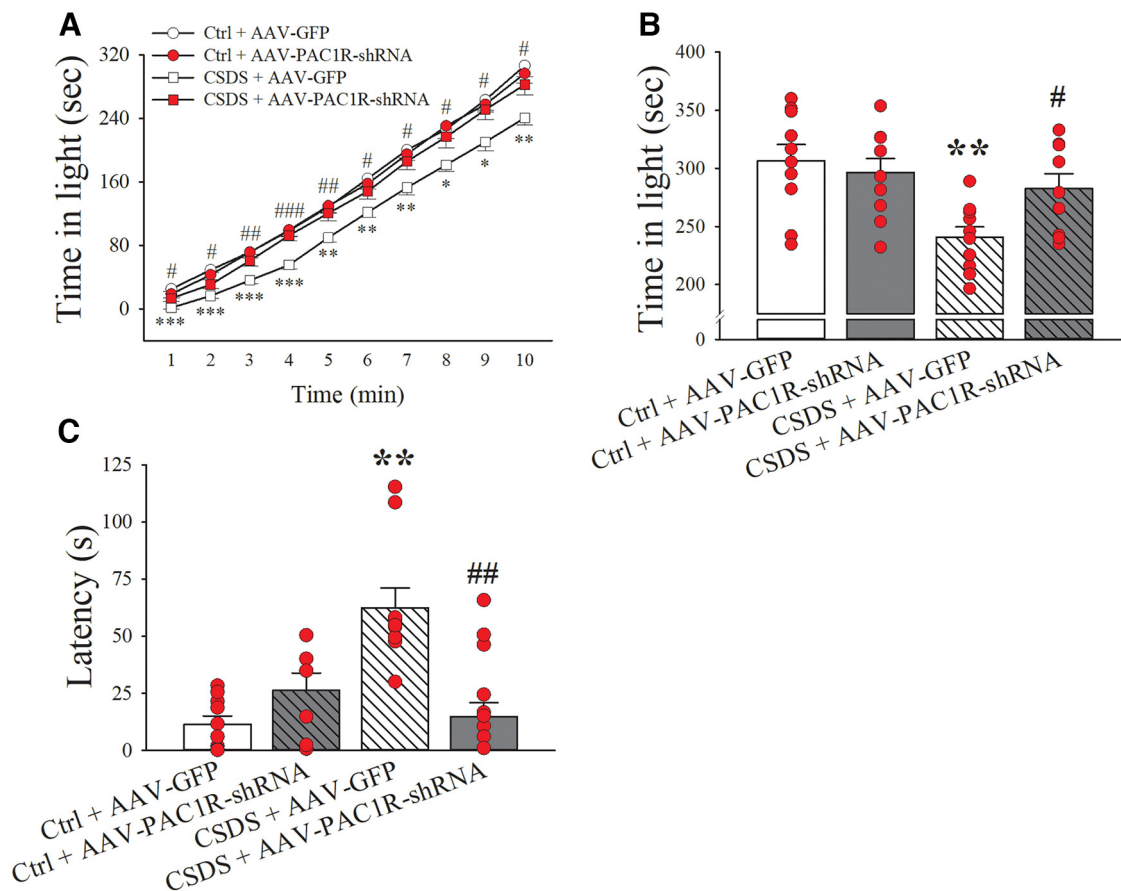 A
Ctrl + AAV-GFP
Ctrl + AAV-PAC1R-shRNA
CSDS + AAV-GFP
CSDS + AAV-PAC1R-shRNA
Time in light (sec)
320
240
160
80
0
# # ## ### ## # # # # #
*** *** *** *** ** ** ** * * **
1 2 3 4 5 6 7 8 9 10
Time (min)
B
Time in light (sec)
400
350
300
250
200
0
**
#
Ctrl + AAV-GFP
Ctrl + AAV-PAC1R-shRNA
CSDS + AAV-GFP
CSDS + AAV-PAC1R-shRNA
C
Latency (s)
125
100
75
50
25
0
**
##
Ctrl + AAV-GFP
Ctrl + AAV-PAC1R-shRNA
CSDS + AAV-GFP
CSDS + AAV-PAC1R-shRNA